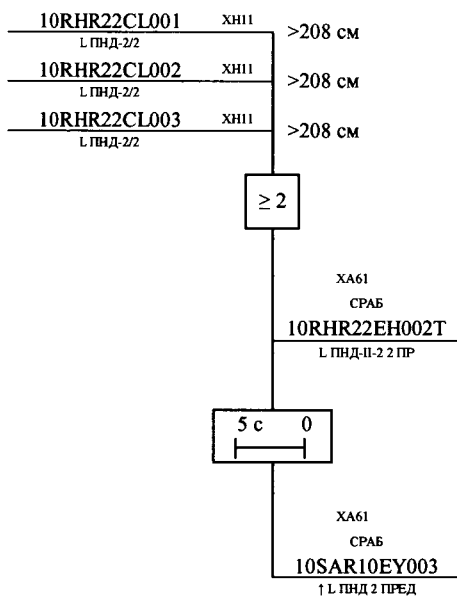 10RHR22CL001 XH11 >208 см
L ПНД-2/2
10RHR22CL002 XH11 >208 см
L ПНД-2/2
10RHR22CL003 XH11 >208 см
L ПНД-2/2
≥ 2
XA61
СРАБ
10RHR22EH002T
L ПНД-II-2 2 ПР
5 с 0
XA61
СРАБ
10SAR10EY003
↑ L ПНД 2 ПРЕД